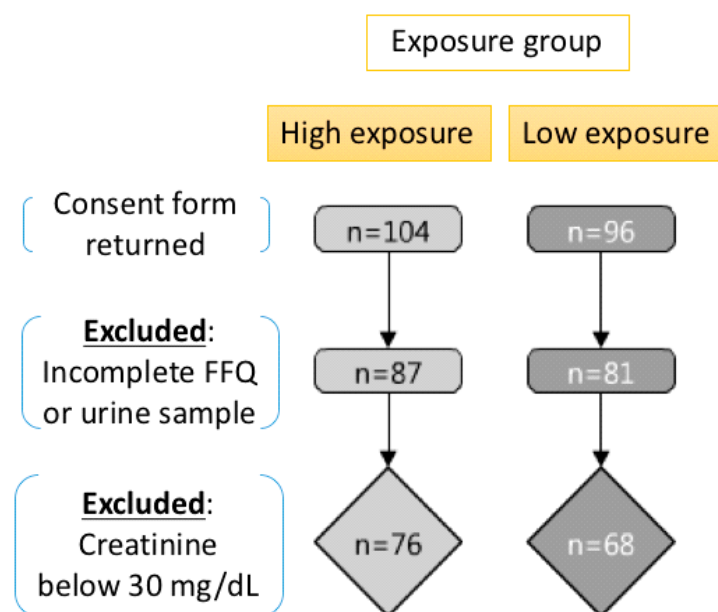 Exposure group
High exposure
Low exposure
Consent form
returned
n=104
n=96
Excluded:
Incomplete FFQ
or urine sample
n=87
n=81
Excluded:
Creatinine
below 30 mg/dL
n=76
n=68